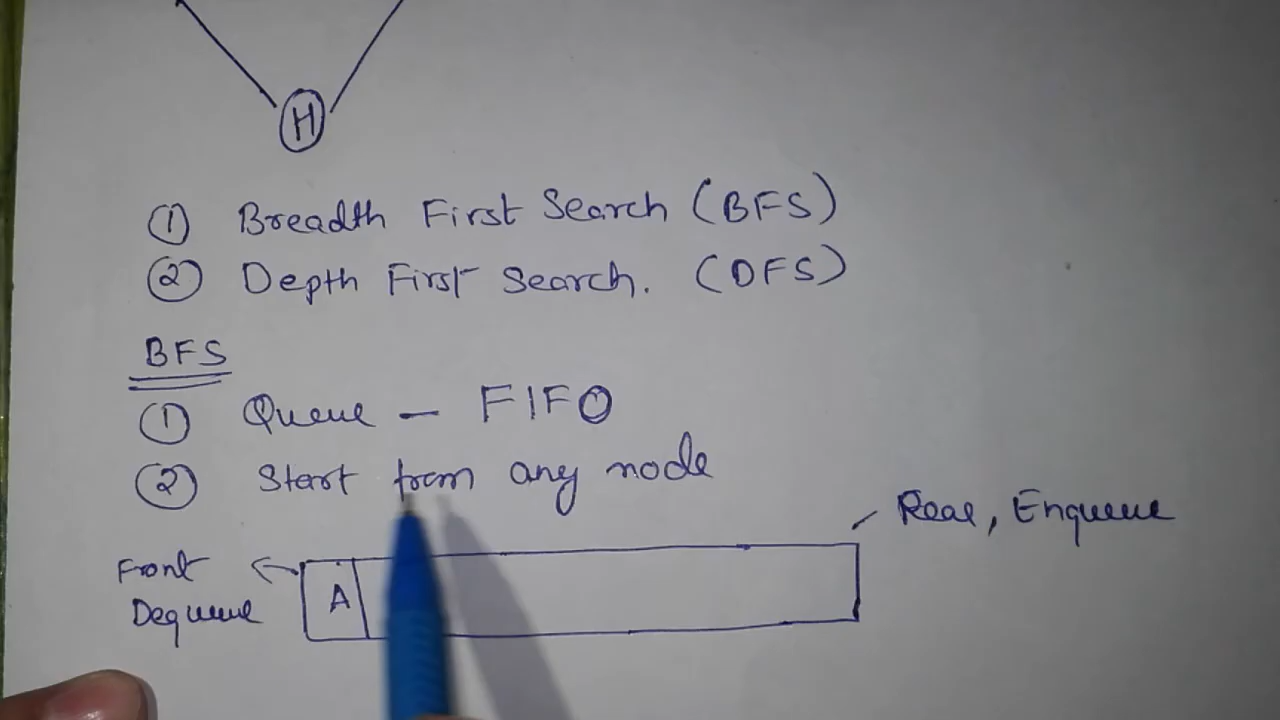 H
① Breadth First Search (BFS)
② Depth First Search. (DFS)
BFS
① Queue - FIFO
② Start from any node
Rear, Enqueue
Front
Dequeue
A